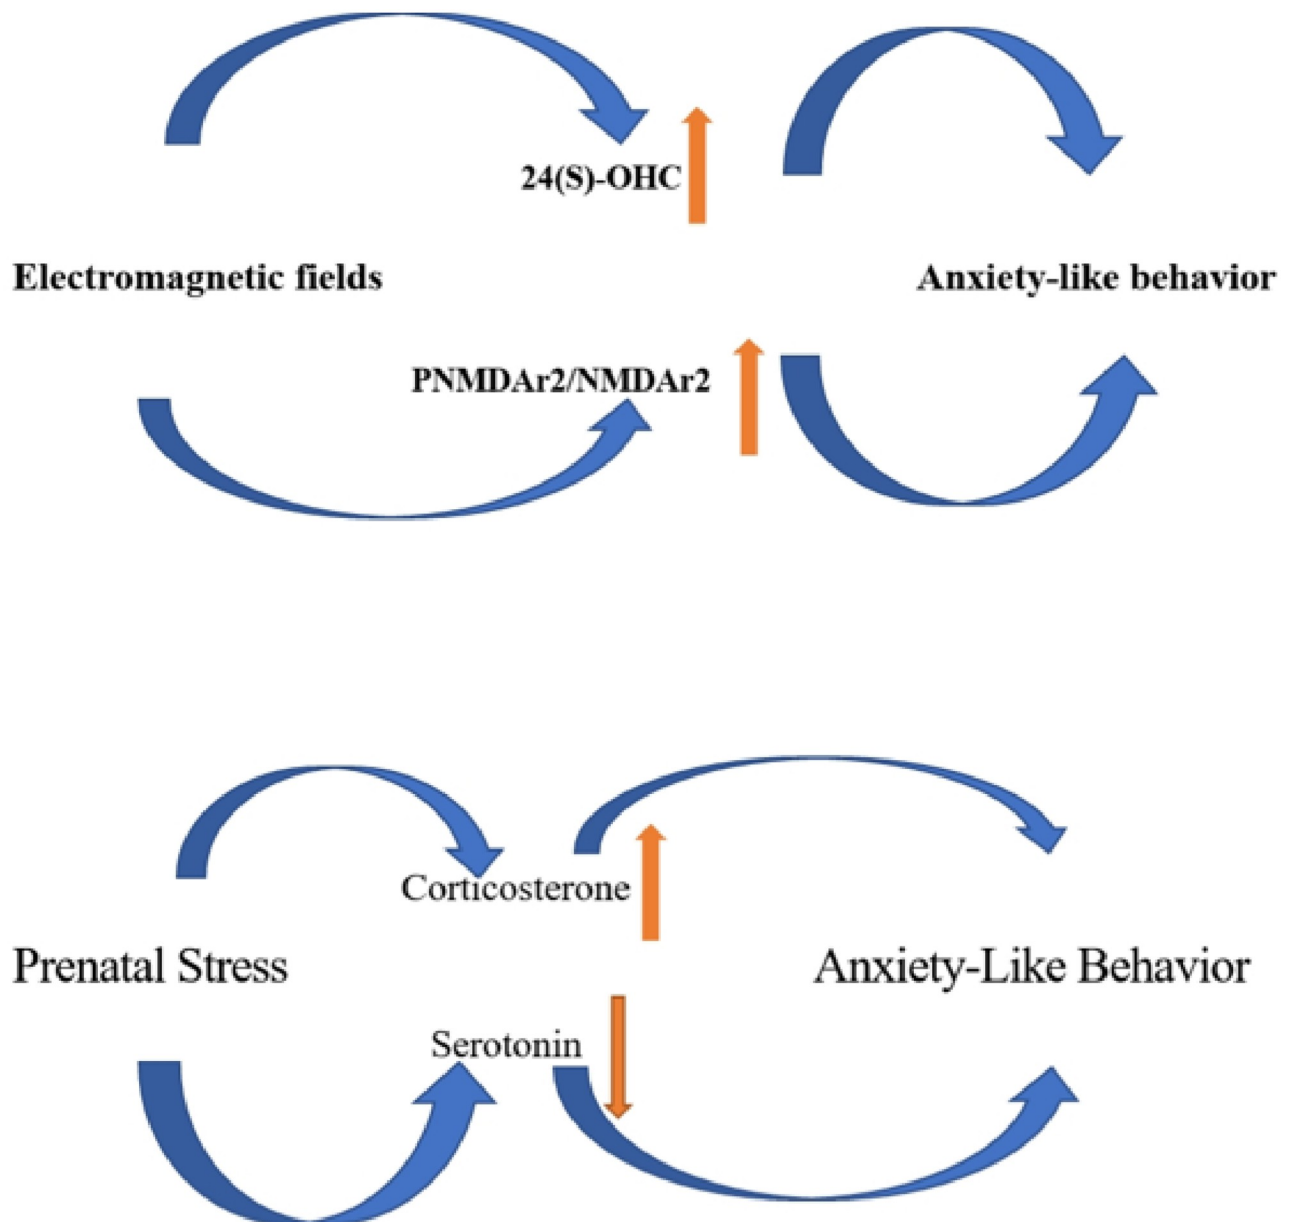 24(S)-OHC
Electromagnetic fields
Anxiety-like behavior
PNMDAr2/NMDAr2
Corticosterone
Prenatal Stress
Anxiety-Like Behavior
Serotonin